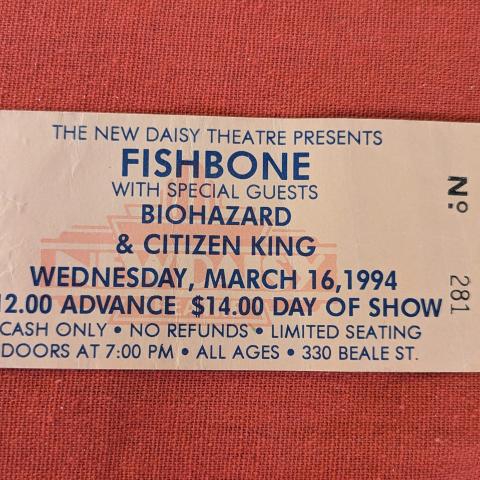 THE NEW DAISY THEATRE PRESENTS
FISHBONE
WITH SPECIAL GUESTS
BIOHAZARD
& CITIZEN KING
NEW DAISY
WEDNESDAY, MARCH 16, 1994
12.00 ADVANCE $14.00 DAY OF SHOW
CASH ONLY • NO REFUNDS • LIMITED SEATING
DOORS AT 7:00 PM • ALL AGES • 330 BEALE ST.
Nº
281